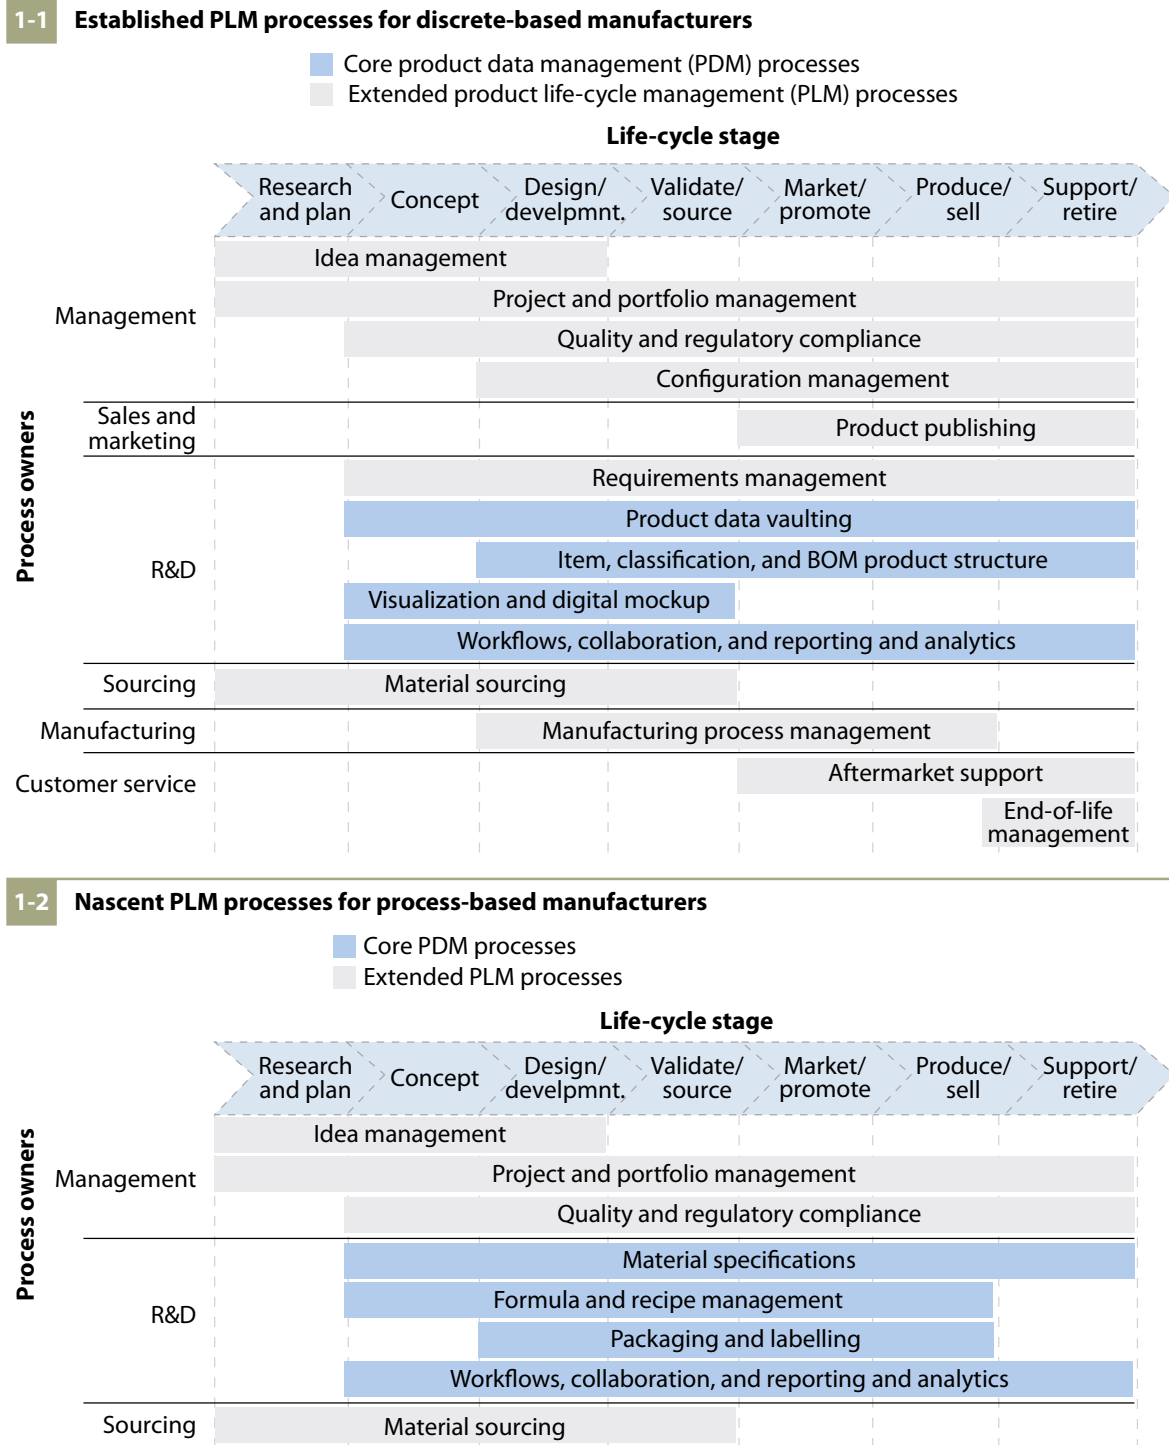 1-1 Established PLM processes for discrete-based manufacturers
Core product data management (PDM) processes
Extended product life-cycle management (PLM) processes
Life-cycle stage
Research and plan
Concept
Design/ develpmnt.
Validate/ source
Market/ promote
Produce/ sell
Support/ retire
Process owners
Management
Idea management
Project and portfolio management
Quality and regulatory compliance
Configuration management
Sales and
marketing
Product publishing
R&D
Requirements management
Product data vaulting
Item, classification, and BOM product structure
Visualization and digital mockup
Workflows, collaboration, and reporting and analytics
Sourcing
Material sourcing
Manufacturing
Manufacturing process management
Customer service
Aftermarket support
End-of-life
management
1-2 Nascent PLM processes for process-based manufacturers
Core PDM processes
Extended PLM processes
Life-cycle stage
Research and plan
Concept
Design/ develpmnt.
Validate/ source
Market/ promote
Produce/ sell
Support/ retire
Process owners
Management
Idea management
Project and portfolio management
Quality and regulatory compliance
R&D
Material specifications
Formula and recipe management
Packaging and labelling
Workflows, collaboration, and reporting and analytics
Sourcing
Material sourcing